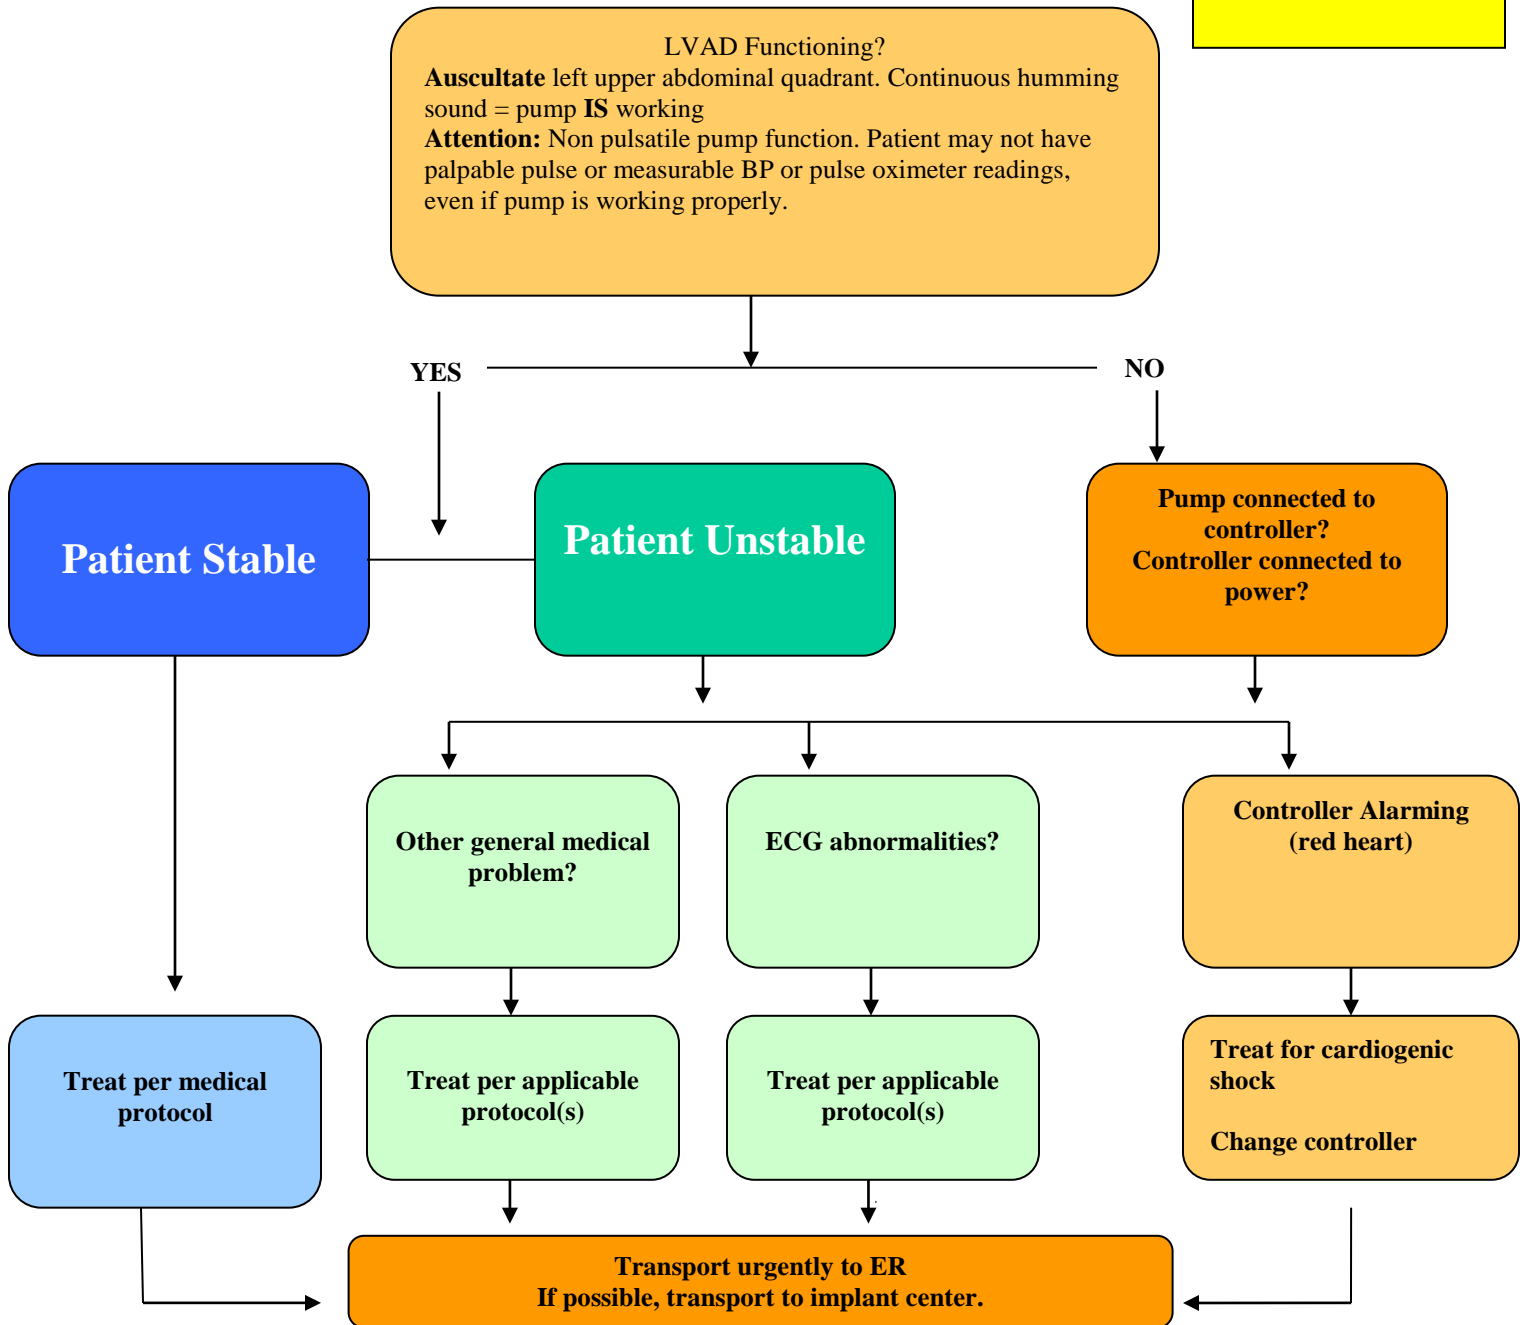 LVAD Functioning?
Auscultate left upper abdominal quadrant. Continuous humming
sound = pump IS working
Attention: Non pulsatile pump function. Patient may not have
palpable pulse or measurable BP or pulse oximeter readings,
even if pump is working properly.
YES
NO
Patient Stable
Patient Unstable
Pump connected to
controller?
Controller connected to
power?
Other general medical
problem?
ECG abnormalities?
Controller Alarming
(red heart)
Treat per medical
protocol
Treat per applicable
protocol(s)
Treat per applicable
protocol(s)
Treat for cardiogenic
shock
Change controller
Transport urgently to ER
If possible, transport to implant center.